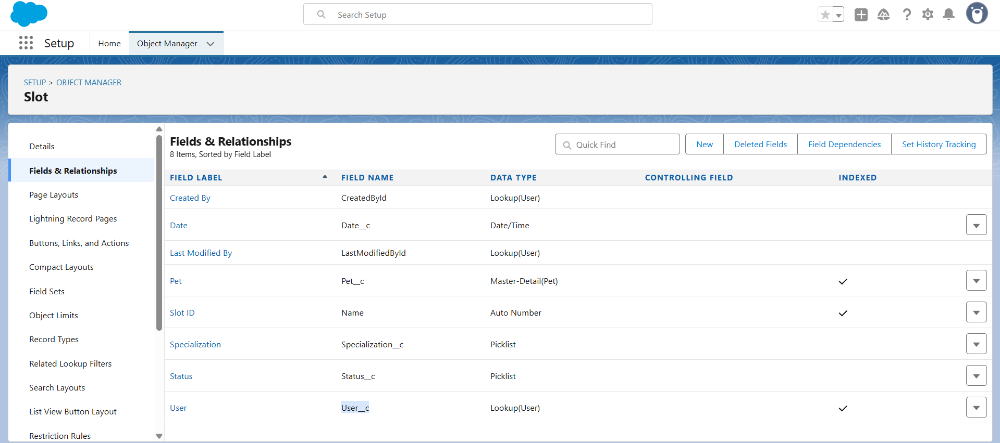 Search Setup
Setup
Home
Object Manager
SETUP > OBJECT MANAGER
Slot
Details
Fields & Relationships
Page Layouts
Lightning Record Pages
Buttons, Links, and Actions
Compact Layouts
Field Sets
Object Limits
Record Types
Related Lookup Filters
Search Layouts
List View Button Layout
Restriction Rules
Fields & Relationships
8 Items, Sorted by Field Label
Quick Find
New
Deleted Fields
Field Dependencies
Set History Tracking
FIELD LABEL FIELD NAME DATA TYPE CONTROLLING FIELD INDEXED
Created By CreatedById Lookup(User)
Date Date__c Date/Time
Last Modified By LastModifiedById Lookup(User)
Pet Pet__c Master-Detail(Pet)
Slot ID Name Auto Number
Specialization Specialization__c Picklist
Status Status__c Picklist
User User__c Lookup(User)